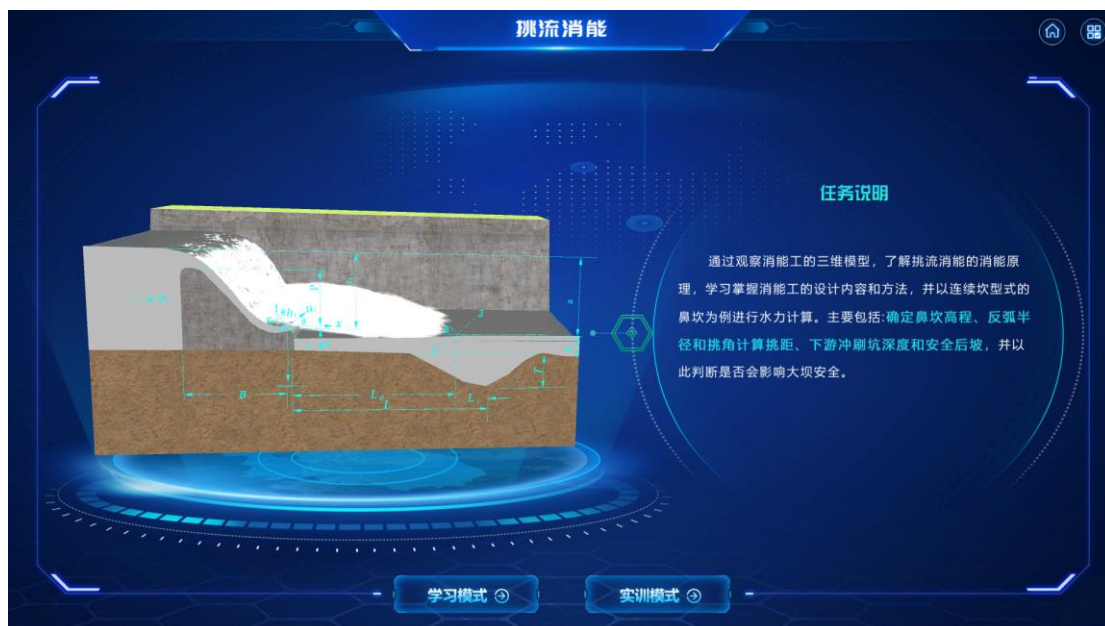 挑流消能
任务说明
通过观察消能工的三维模型，了解挑流消能的消能原
理，学习掌握消能工的设计内容和方法，并以连续坎型式的
鼻坎为例进行水力计算。主要包括:确定鼻坎高程、反弧半
径和挑角计算挑距、下游冲刷坑深度和安全后坡，并以
此判断是否会影响大坝安全。
B
L
T
学习模式
实训模式